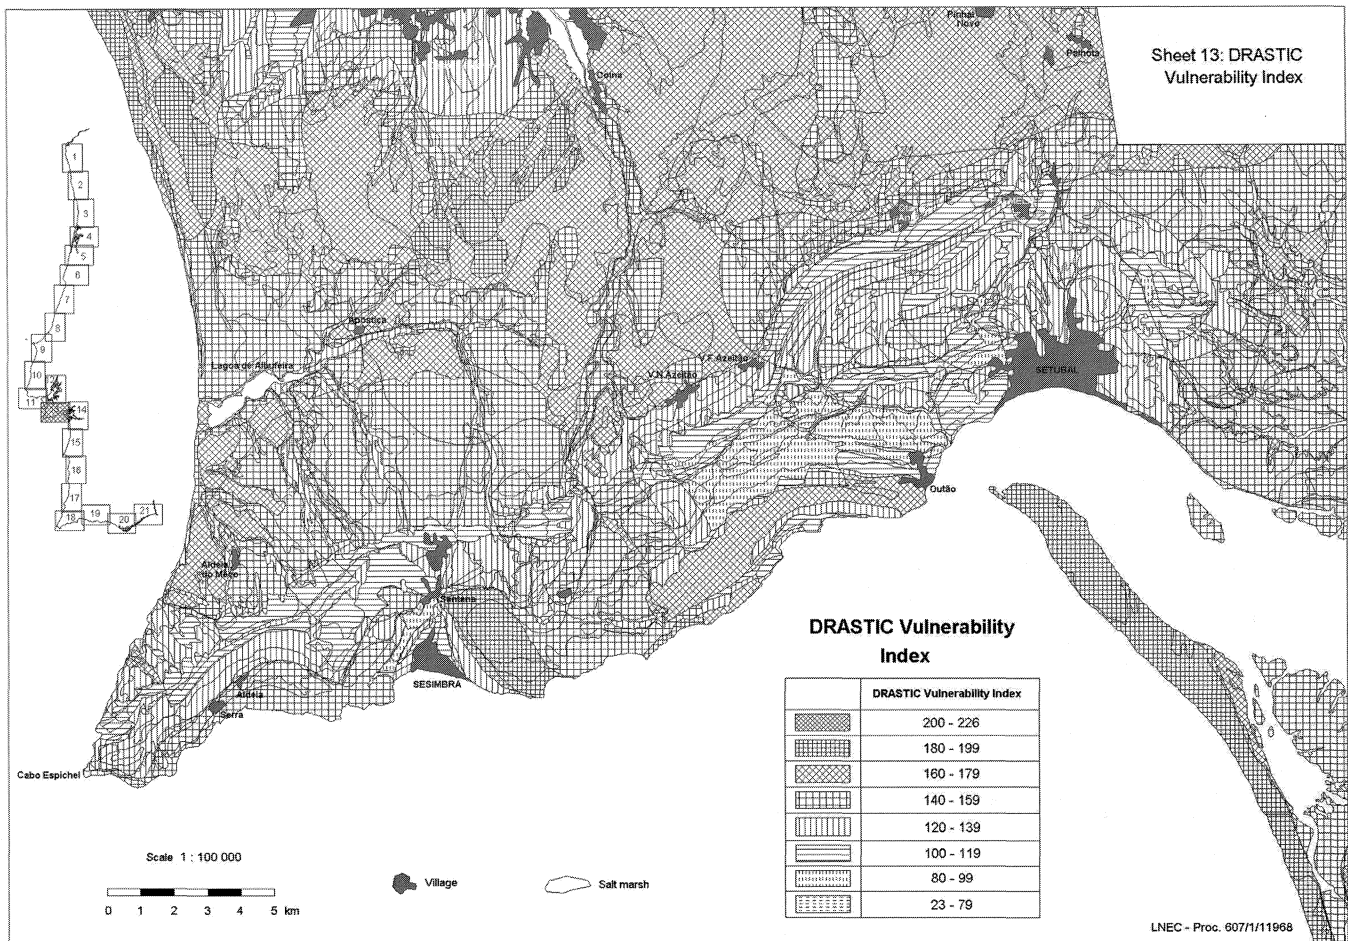 Sheet 13: DRASTIC
Vulnerability Index
Pinhal
Novo
Palhota
Coina
Apostiça
Lagoa de Albufeira
V.F.Azeitão
V.N.Azeitão
SETUBAL
Outão
Aldeia
do Meco
Santana
SESIMBRA
Aldeia
Serra
Cabo Espichel
1
2
3
4
5
6
7
8
9
10
11
14
15
16
17
18
19
20
21
DRASTIC Vulnerability
Index
DRASTIC Vulnerability Index
200 - 226
180 - 199
160 - 179
140 - 159
120 - 139
100 - 119
80 - 99
23 - 79
Scale 1 : 100 000
0 1 2 3 4 5 km
Village
Salt marsh
LNEC - Proc. 607/1/11968